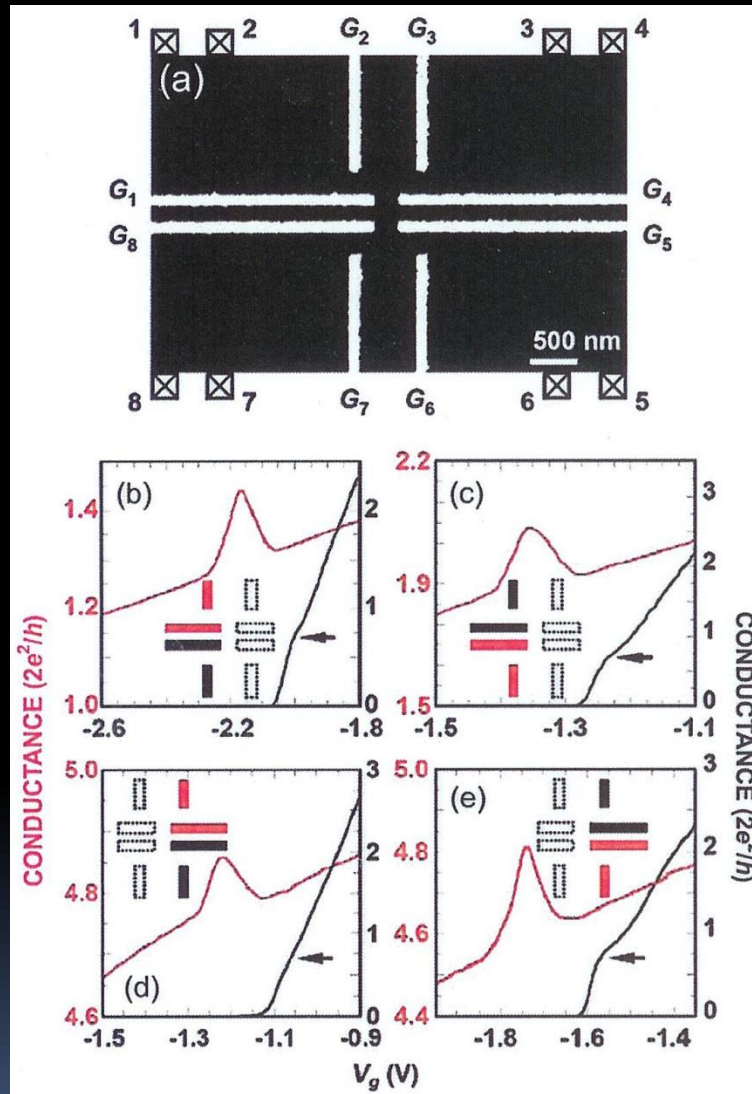 1 2 G2 G3 3 4
(a)
G1 G4
G8 G5
500 nm
8 7 G7 G6 6 5
CONDUCTANCE (2e²/h)
1.4
1.2
1.0
(b)
2
1
0
-2.6 -2.2 -1.8
2.2
1.9
1.5
(c)
3
2
1
0
-1.5 -1.3 -1.1
5.0
4.8
4.6
(d)
3
2
1
0
-1.5 -1.3 -1.1 -0.9
5.0
4.8
4.6
4.4
(e)
3
2
1
0
-1.8 -1.6 -1.4
CONDUCTANCE (2e²/h)
Vg (V)